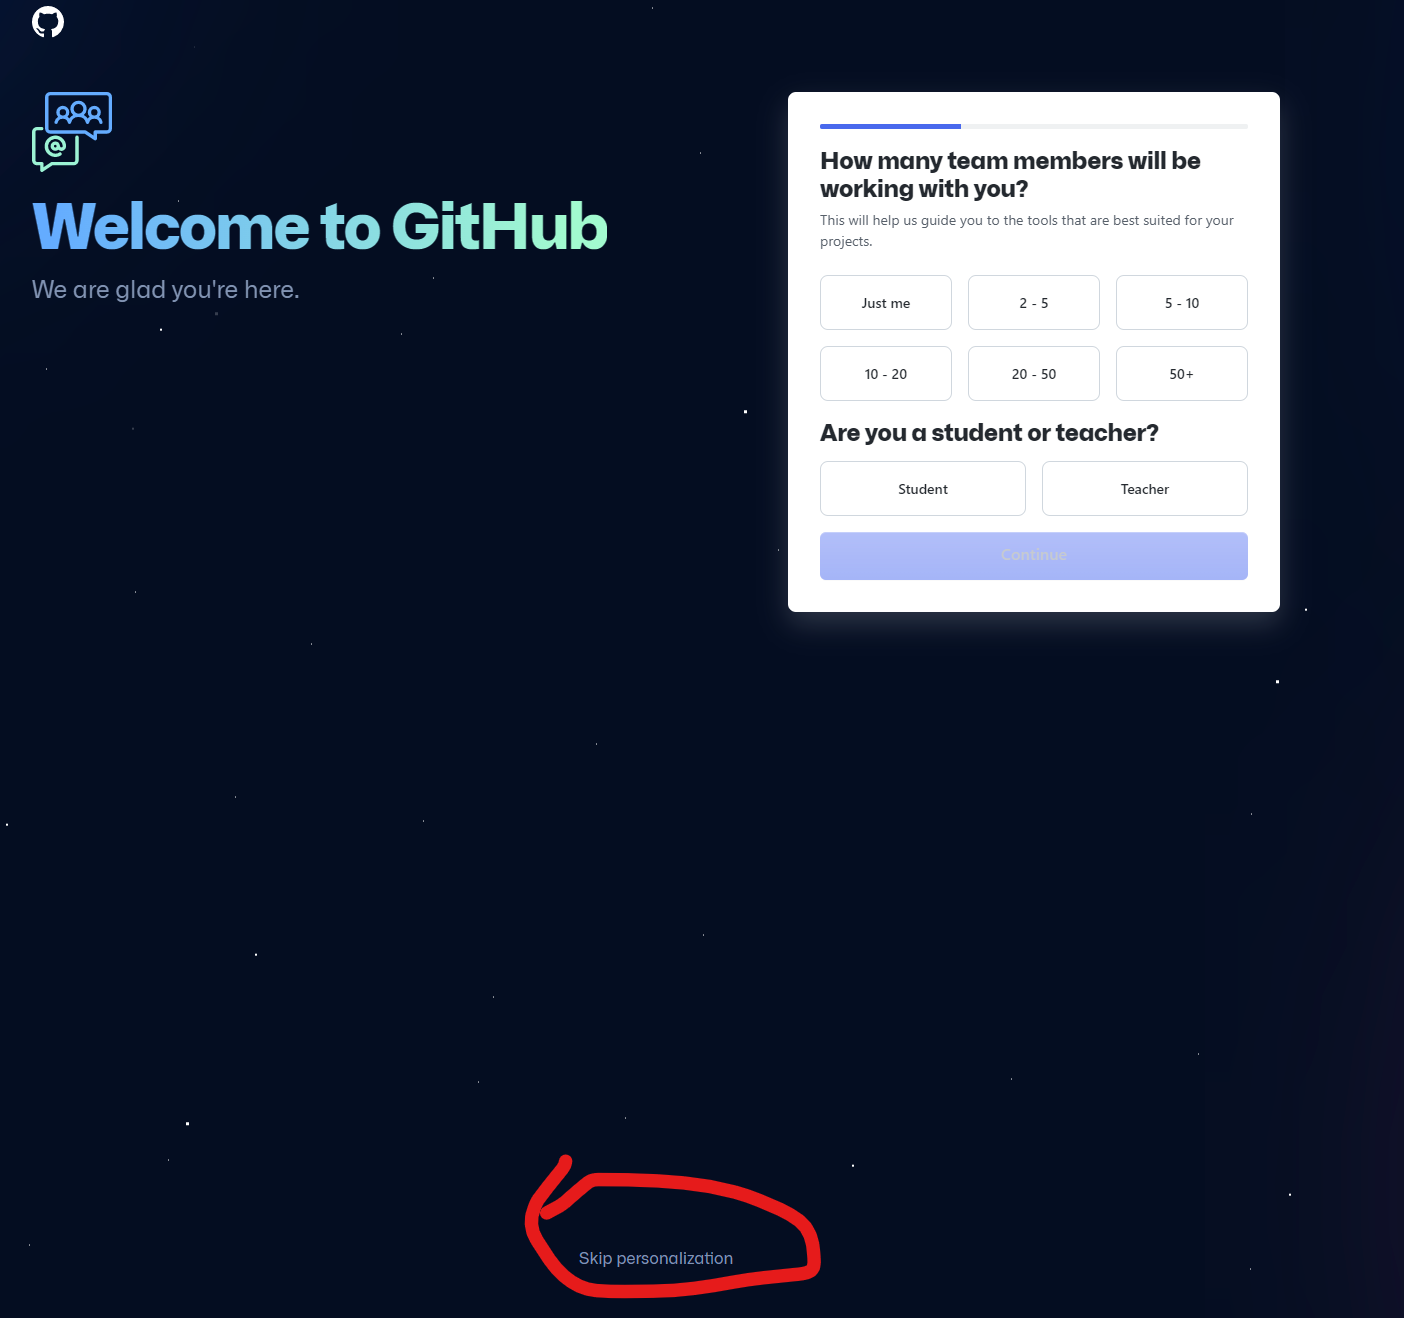 Welcome to GitHub
We are glad you're here.
How many team members will be
working with you?
This will help us guide you to the tools that are best suited for your
projects.
Just me
2 - 5
5 - 10
10 - 20
20 - 50
50+
Are you a student or teacher?
Student
Teacher
Continue
Skip personalization